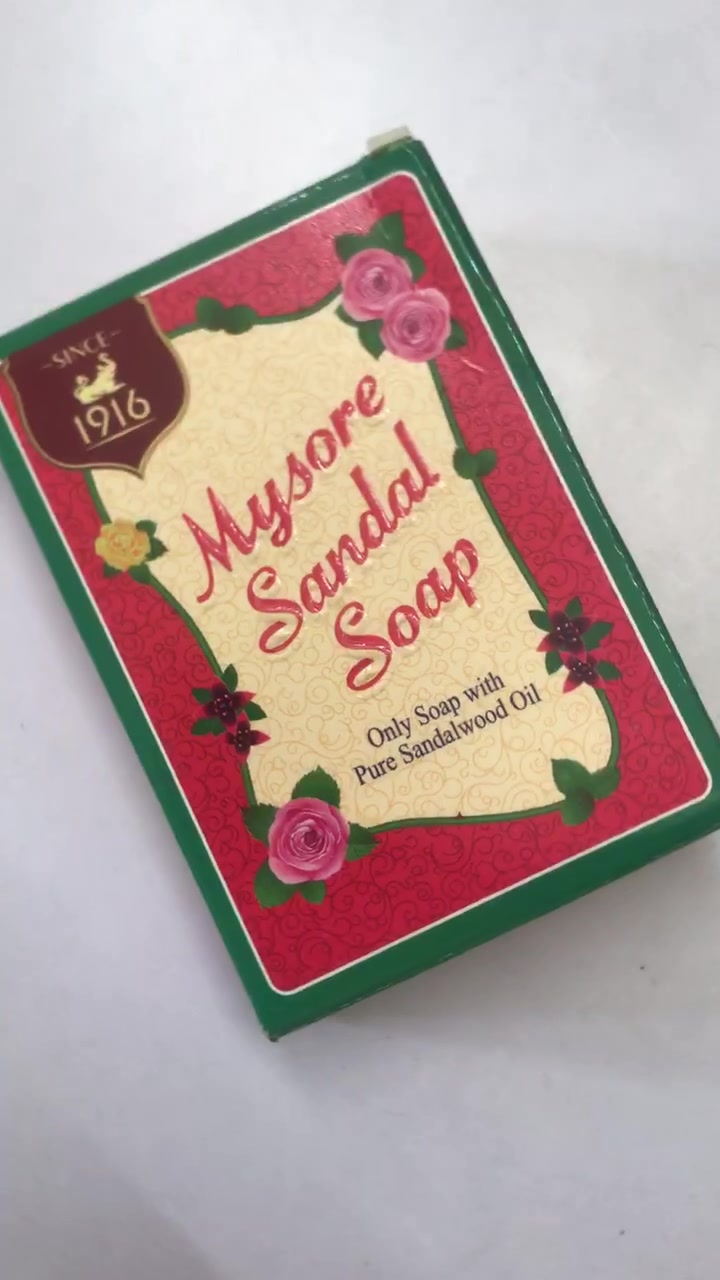 -SINCE-
1916
Mysore
Sandal
Soap
Only Soap with
Pure Sandalwood Oil